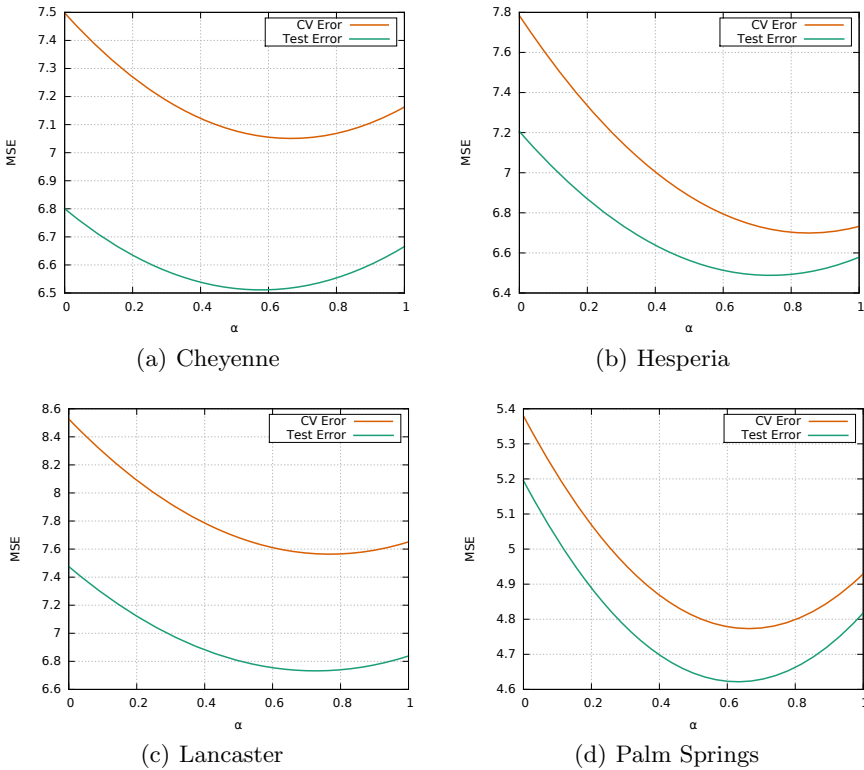 7.5
7.4
7.3
7.2
7.1
7
6.9
6.8
6.7
6.6
6.5
MSE
0 0.2 0.4 0.6 0.8 1
α
CV Eror
Test Error
(a) Cheyenne
7.8
7.6
7.4
7.2
7
6.8
6.6
6.4
MSE
0 0.2 0.4 0.6 0.8 1
α
CV Eror
Test Error
(b) Hesperia
8.6
8.4
8.2
8
7.8
7.6
7.4
7.2
7
6.8
6.6
MSE
0 0.2 0.4 0.6 0.8 1
α
CV Eror
Test Error
(c) Lancaster
5.4
5.3
5.2
5.1
5
4.9
4.8
4.7
4.6
MSE
0 0.2 0.4 0.6 0.8 1
α
CV Eror
Test Error
(d) Palm Springs